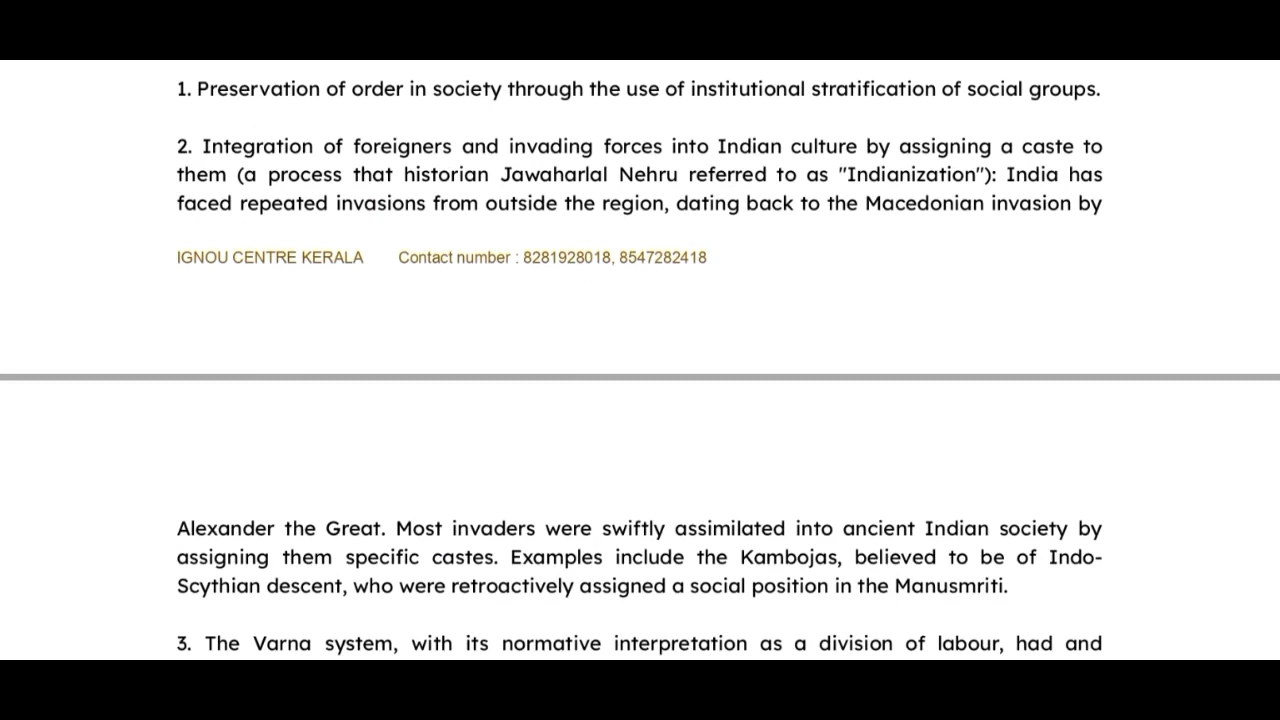 1. Preservation of order in society through the use of institutional stratification of social groups.
2. Integration of foreigners and invading forces into Indian culture by assigning a caste to
them (a process that historian Jawaharlal Nehru referred to as "Indianization"): India has
faced repeated invasions from outside the region, dating back to the Macedonian invasion by
IGNOU CENTRE KERALA Contact number : 8281928018, 8547282418
Alexander the Great. Most invaders were swiftly assimilated into ancient Indian society by
assigning them specific castes. Examples include the Kambojas, believed to be of Indo-
Scythian descent, who were retroactively assigned a social position in the Manusmriti.
3. The Varna system, with its normative interpretation as a division of labour, had and